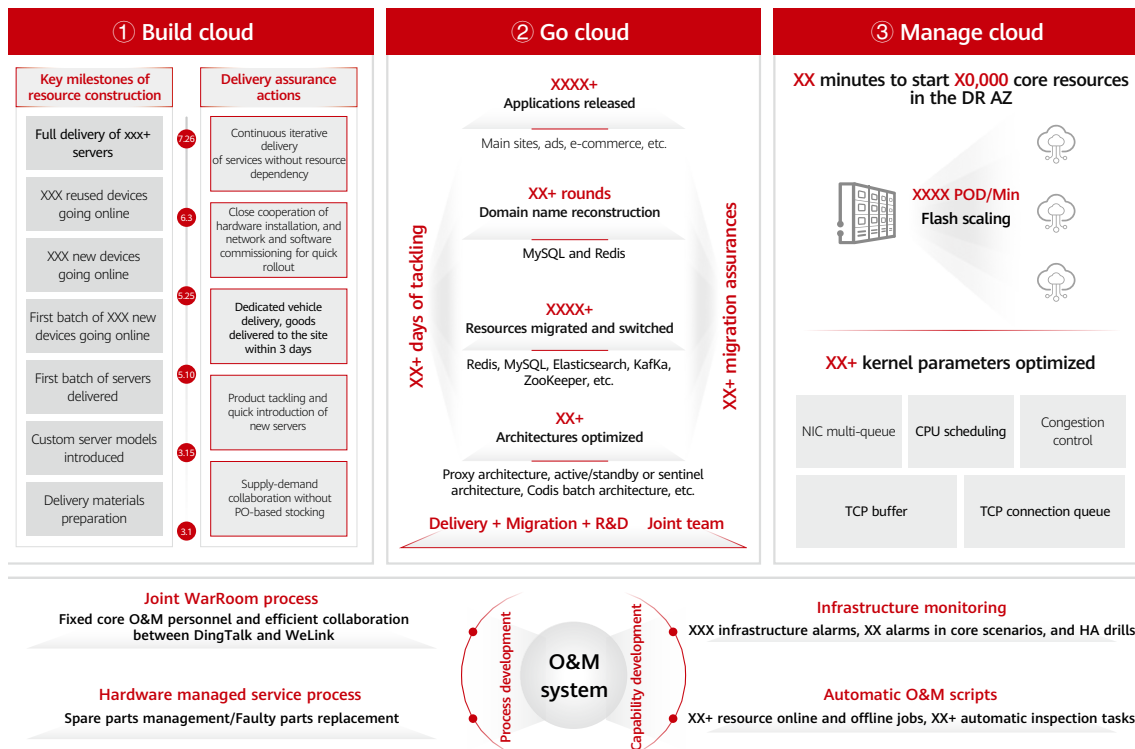 ① Build cloud
Key milestones of
resource construction
Delivery assurance
actions
Full delivery of xxx+
servers
XXX reused devices
going online
XXX new devices
going online
First batch of XXX new
devices going online
First batch of servers
delivered
Custom server models
introduced
Delivery materials
preparation
7.26
6.3
5.25
5.10
3.15
3.1
Continuous iterative
delivery
of services without resource
dependency
Close cooperation of
hardware installation, and
network and software
commissioning for quick
rollout
Dedicated vehicle
delivery, goods
delivered to the site
within 3 days
Product tackling and
quick introduction of
new servers
Supply-demand
collaboration without
PO-based stocking
② Go cloud
XX+ days of tackling
XXXX+
Applications released
Main sites, ads, e-commerce, etc.
XX+ rounds
Domain name reconstruction
MySQL and Redis
XXXX+
Resources migrated and switched
Redis, MySQL, Elasticsearch, KafKa,
ZooKeeper, etc.
XX+
Architectures optimized
Proxy architecture, active/standby or sentinel
architecture, Codis batch architecture, etc.
XX+ migration assurances
Delivery + Migration + R&D Joint team
③ Manage cloud
XX minutes to start X0,000 core resources
in the DR AZ
XXXX POD/Min
Flash scaling
XX+ kernel parameters optimized
NIC multi-queue
CPU scheduling
Congestion
control
TCP buffer
TCP connection queue
Joint WarRoom process
Fixed core O&M personnel and efficient collaboration
between DingTalk and WeLink
Hardware managed service process
Spare parts management/Faulty parts replacement
Process development
O&M
system
Capability development
Infrastructure monitoring
XXX infrastructure alarms, XX alarms in core scenarios, and HA drills
Automatic O&M scripts
XX+ resource online and offline jobs, XX+ automatic inspection tasks